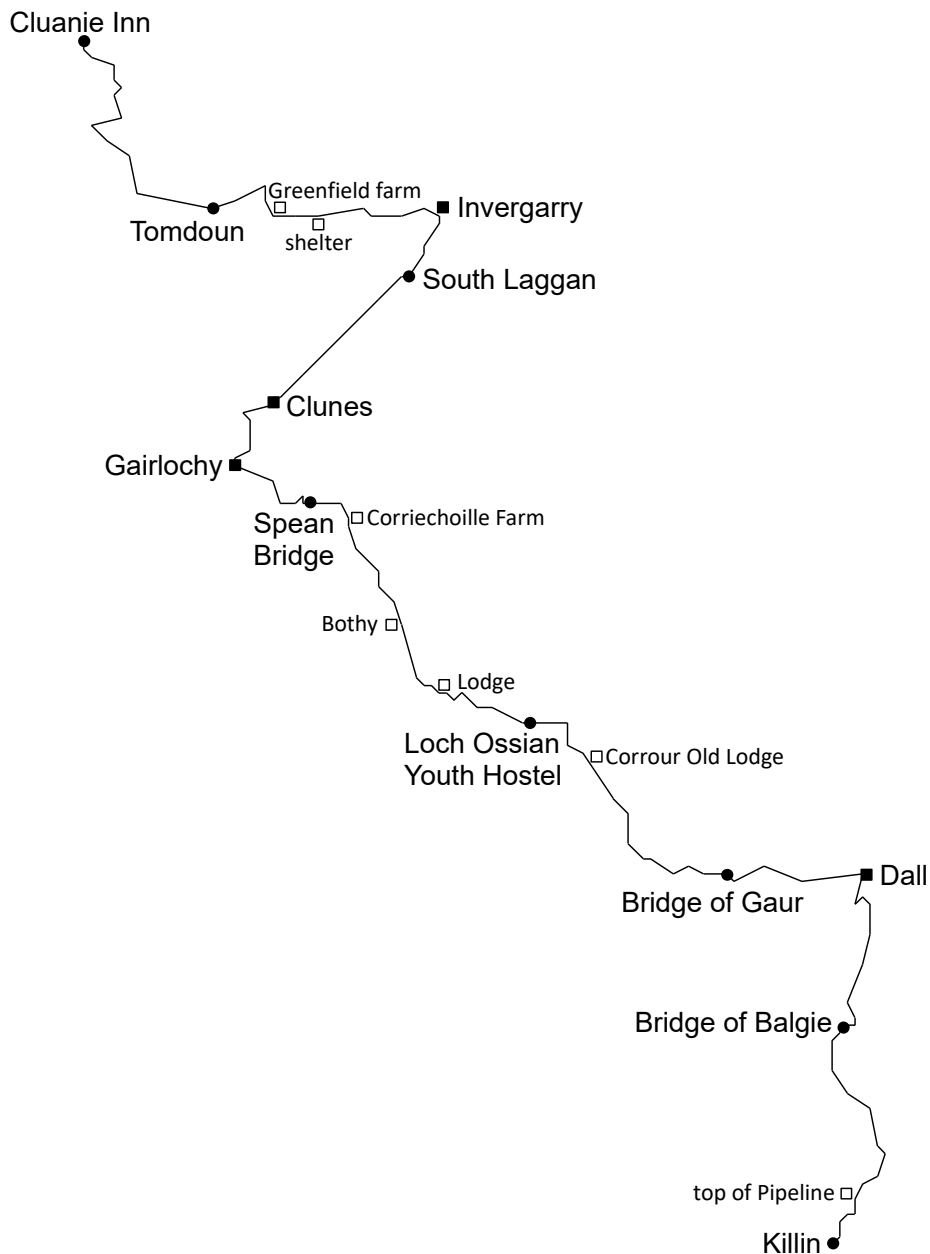 Cluanie Inn
Greenfield farm
Invergarry
Tomdoun
shelter
South Laggan
Clunes
Gairlochy
Spean
Bridge
Corriechoille Farm
Bothy
Lodge
Loch Ossian
Youth Hostel
Corrour Old Lodge
Dall
Bridge of Gaur
Bridge of Balgie
top of Pipeline
Killin